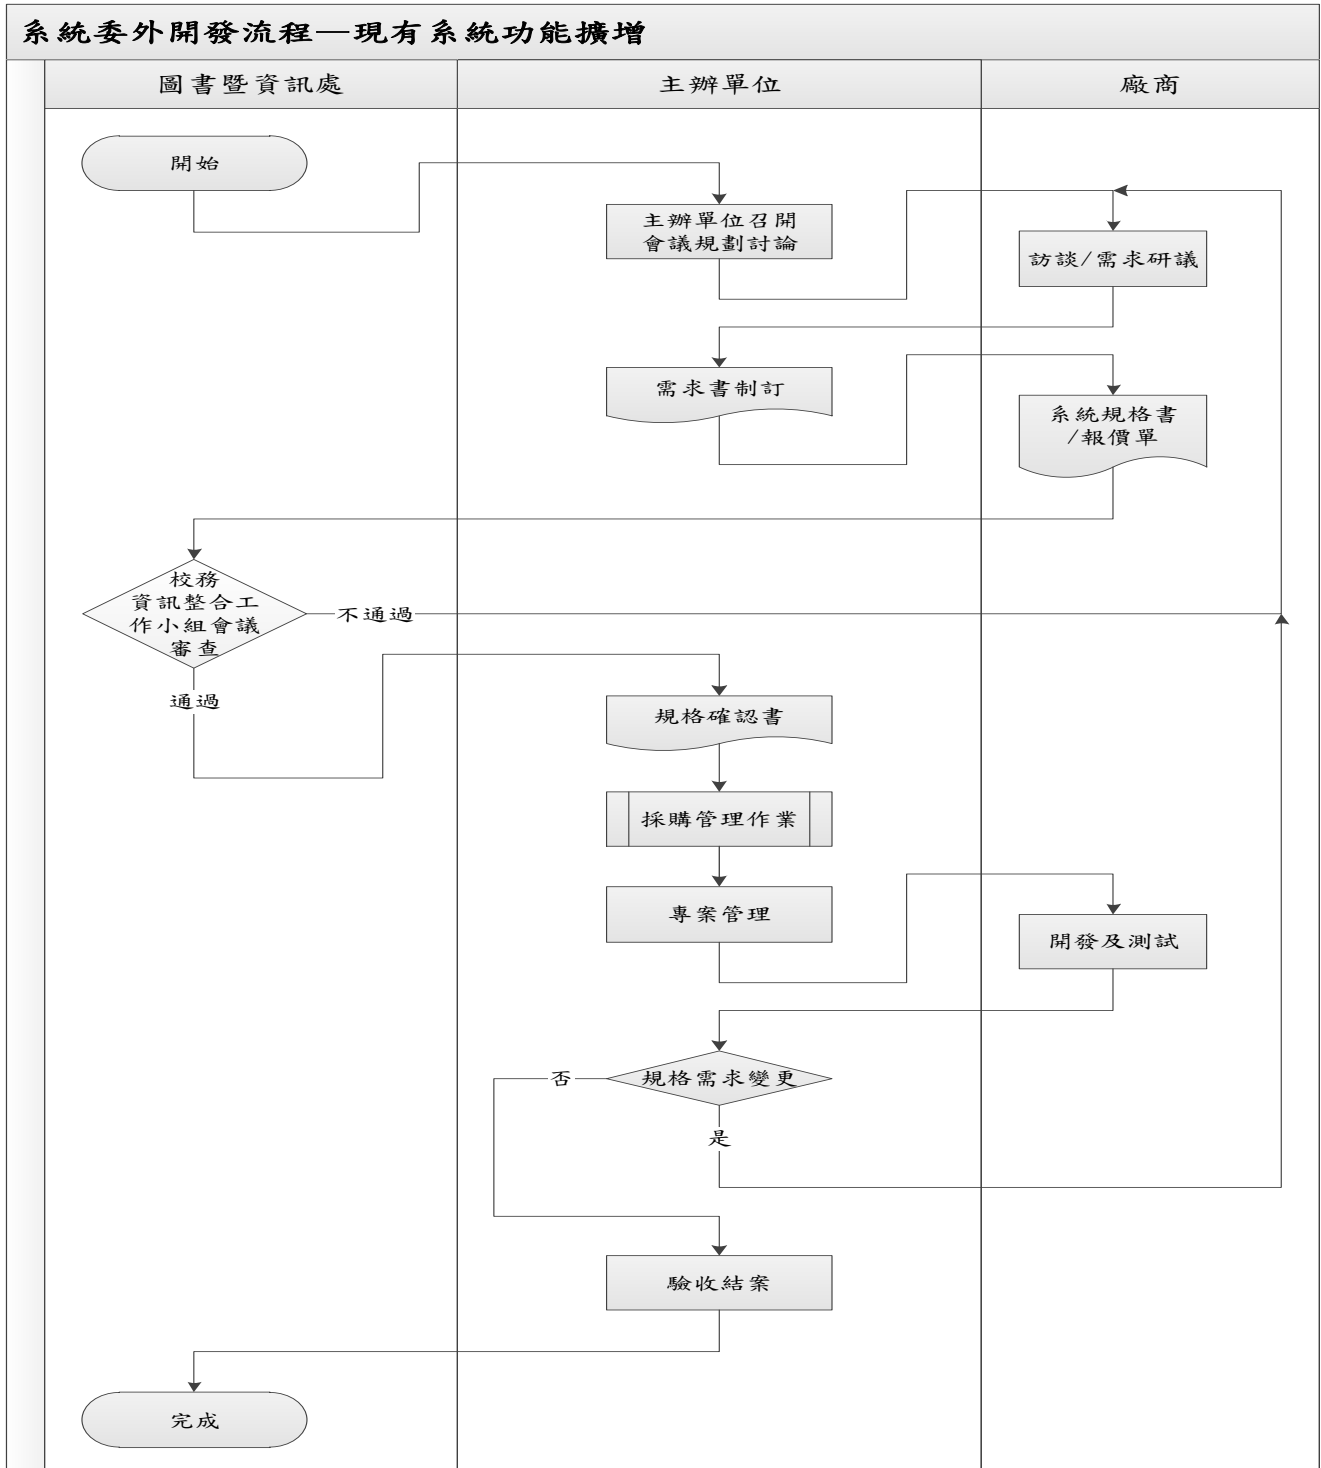 系統委外開發流程—現有系統功能擴增
圖書暨資訊處
主辦單位
廠商
開始
主辦單位召開
會議規劃討論
訪談/需求研議
需求書制訂
系統規格書
/報價單
校務
資訊整合工
作小組會議
審查
不通過
通過
規格確認書
採購管理作業
專案管理
開發及測試
規格需求變更
否
是
驗收結案
完成